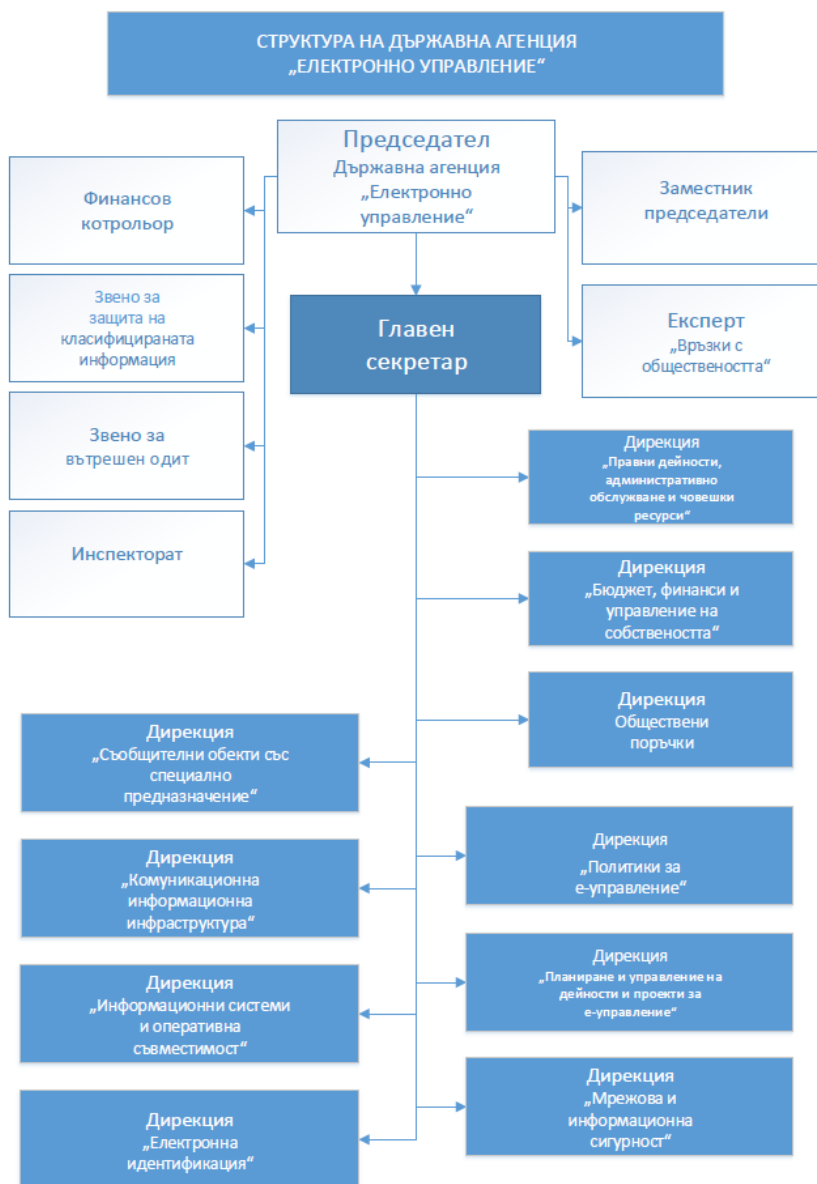 СТРУКТУРА НА ДЪРЖАВНА АГЕНЦИЯ
„ЕЛЕКТРОННО УПРАВЛЕНИЕ“
Председател
Държавна агенция
„Електронно
управление“
Финансов
котрольор
Звено за
защита на
класифицираната
информация
Звено за
вътрешен одит
Инспекторат
Заместник
председатели
Експерт
„Връзки с
обществеността“
Главен
секретар
Дирекция
„Правни дейности,
административно
обслужване и човешки
ресурси“
Дирекция
„Бюджет, финанси и
управление на
собствеността“
Дирекция
Обществени
поръчки
Дирекция
„Съобщителни обекти със
специално
предназначение“
Дирекция
„Комуникационна
информационна
инфраструктура“
Дирекция
„Информационни системи
и оперативна
съвместимост“
Дирекция
„Електронна
идентификация“
Дирекция
„Политики за
е-управление“
Дирекция
„Планиране и управление на
дейности и проекти за
е-управление“
Дирекция
„Мрежова и
информационна
сигурност“